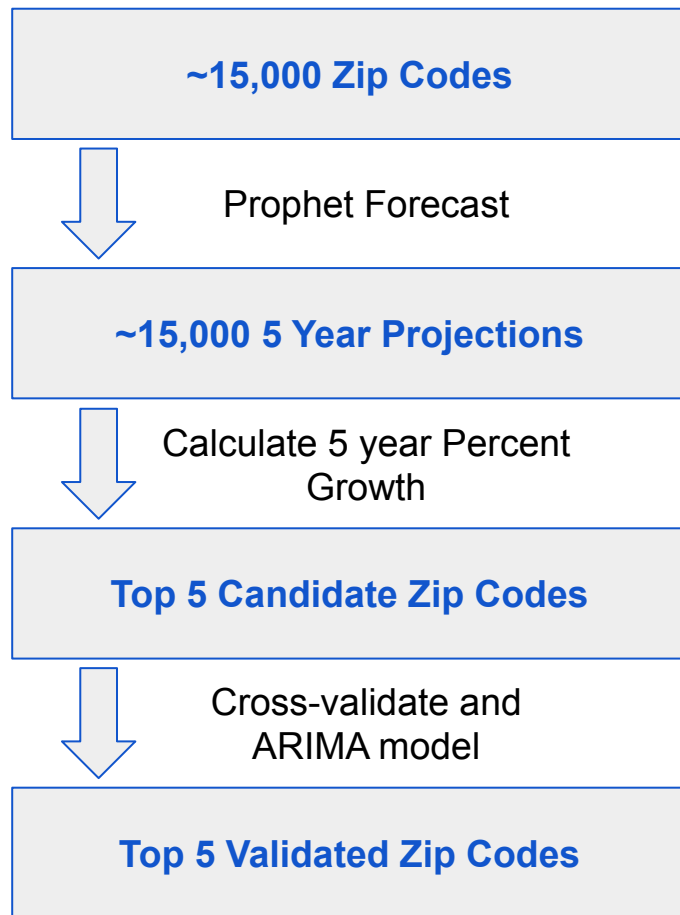 ~15,000 Zip Codes
Prophet Forecast
~15,000 5 Year Projections
Calculate 5 year Percent
Growth
Top 5 Candidate Zip Codes
Cross-validate and
ARIMA model
Top 5 Validated Zip Codes